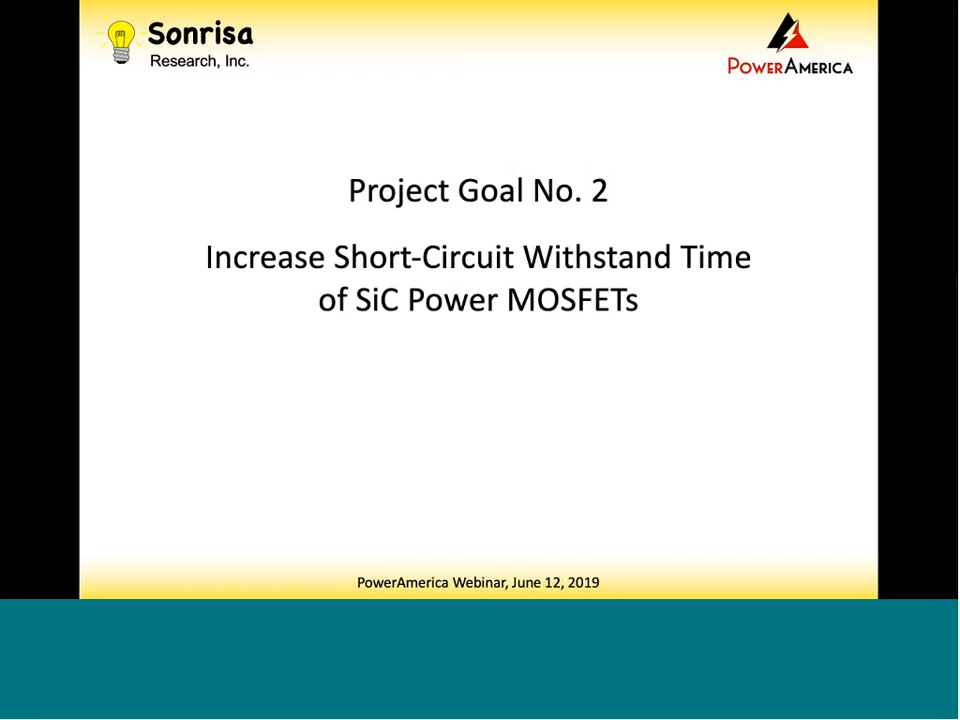 Sonrisa
Research, Inc.
POWERAMERICA
Project Goal No. 2
Increase Short-Circuit Withstand Time
of SiC Power MOSFETs
PowerAmerica Webinar, June 12, 2019